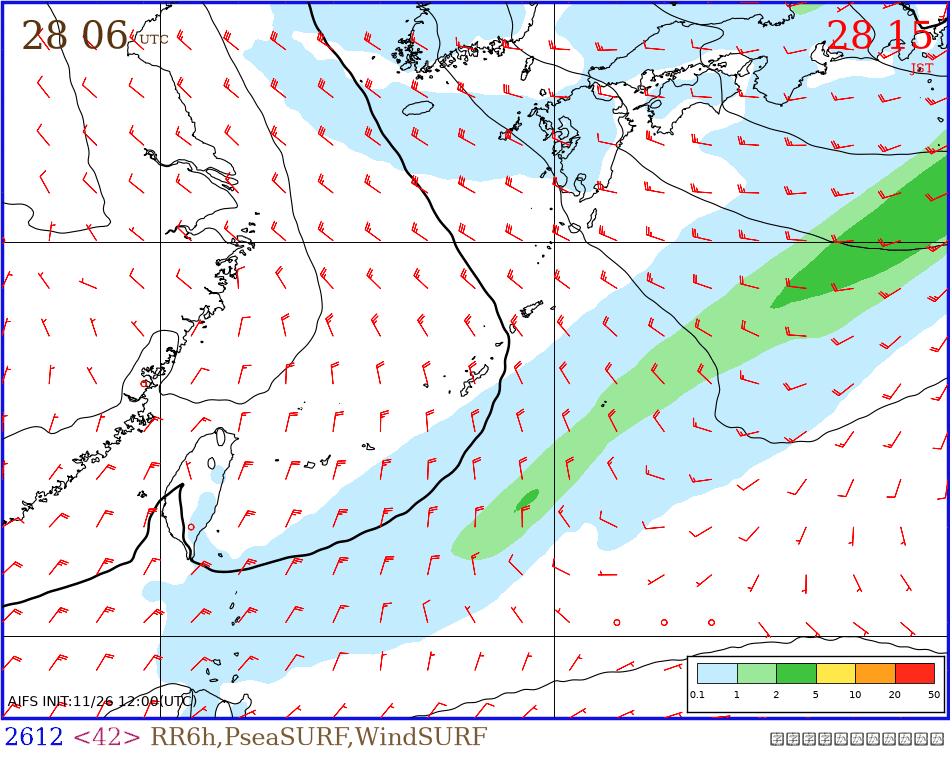 28 06 UTC
28 15
JST
0.1 1 2 5 10 20 50
AIFS INIT:11/26 12:00(UTC)
2612 <42> RR6h,PseaSURF,WindSURF